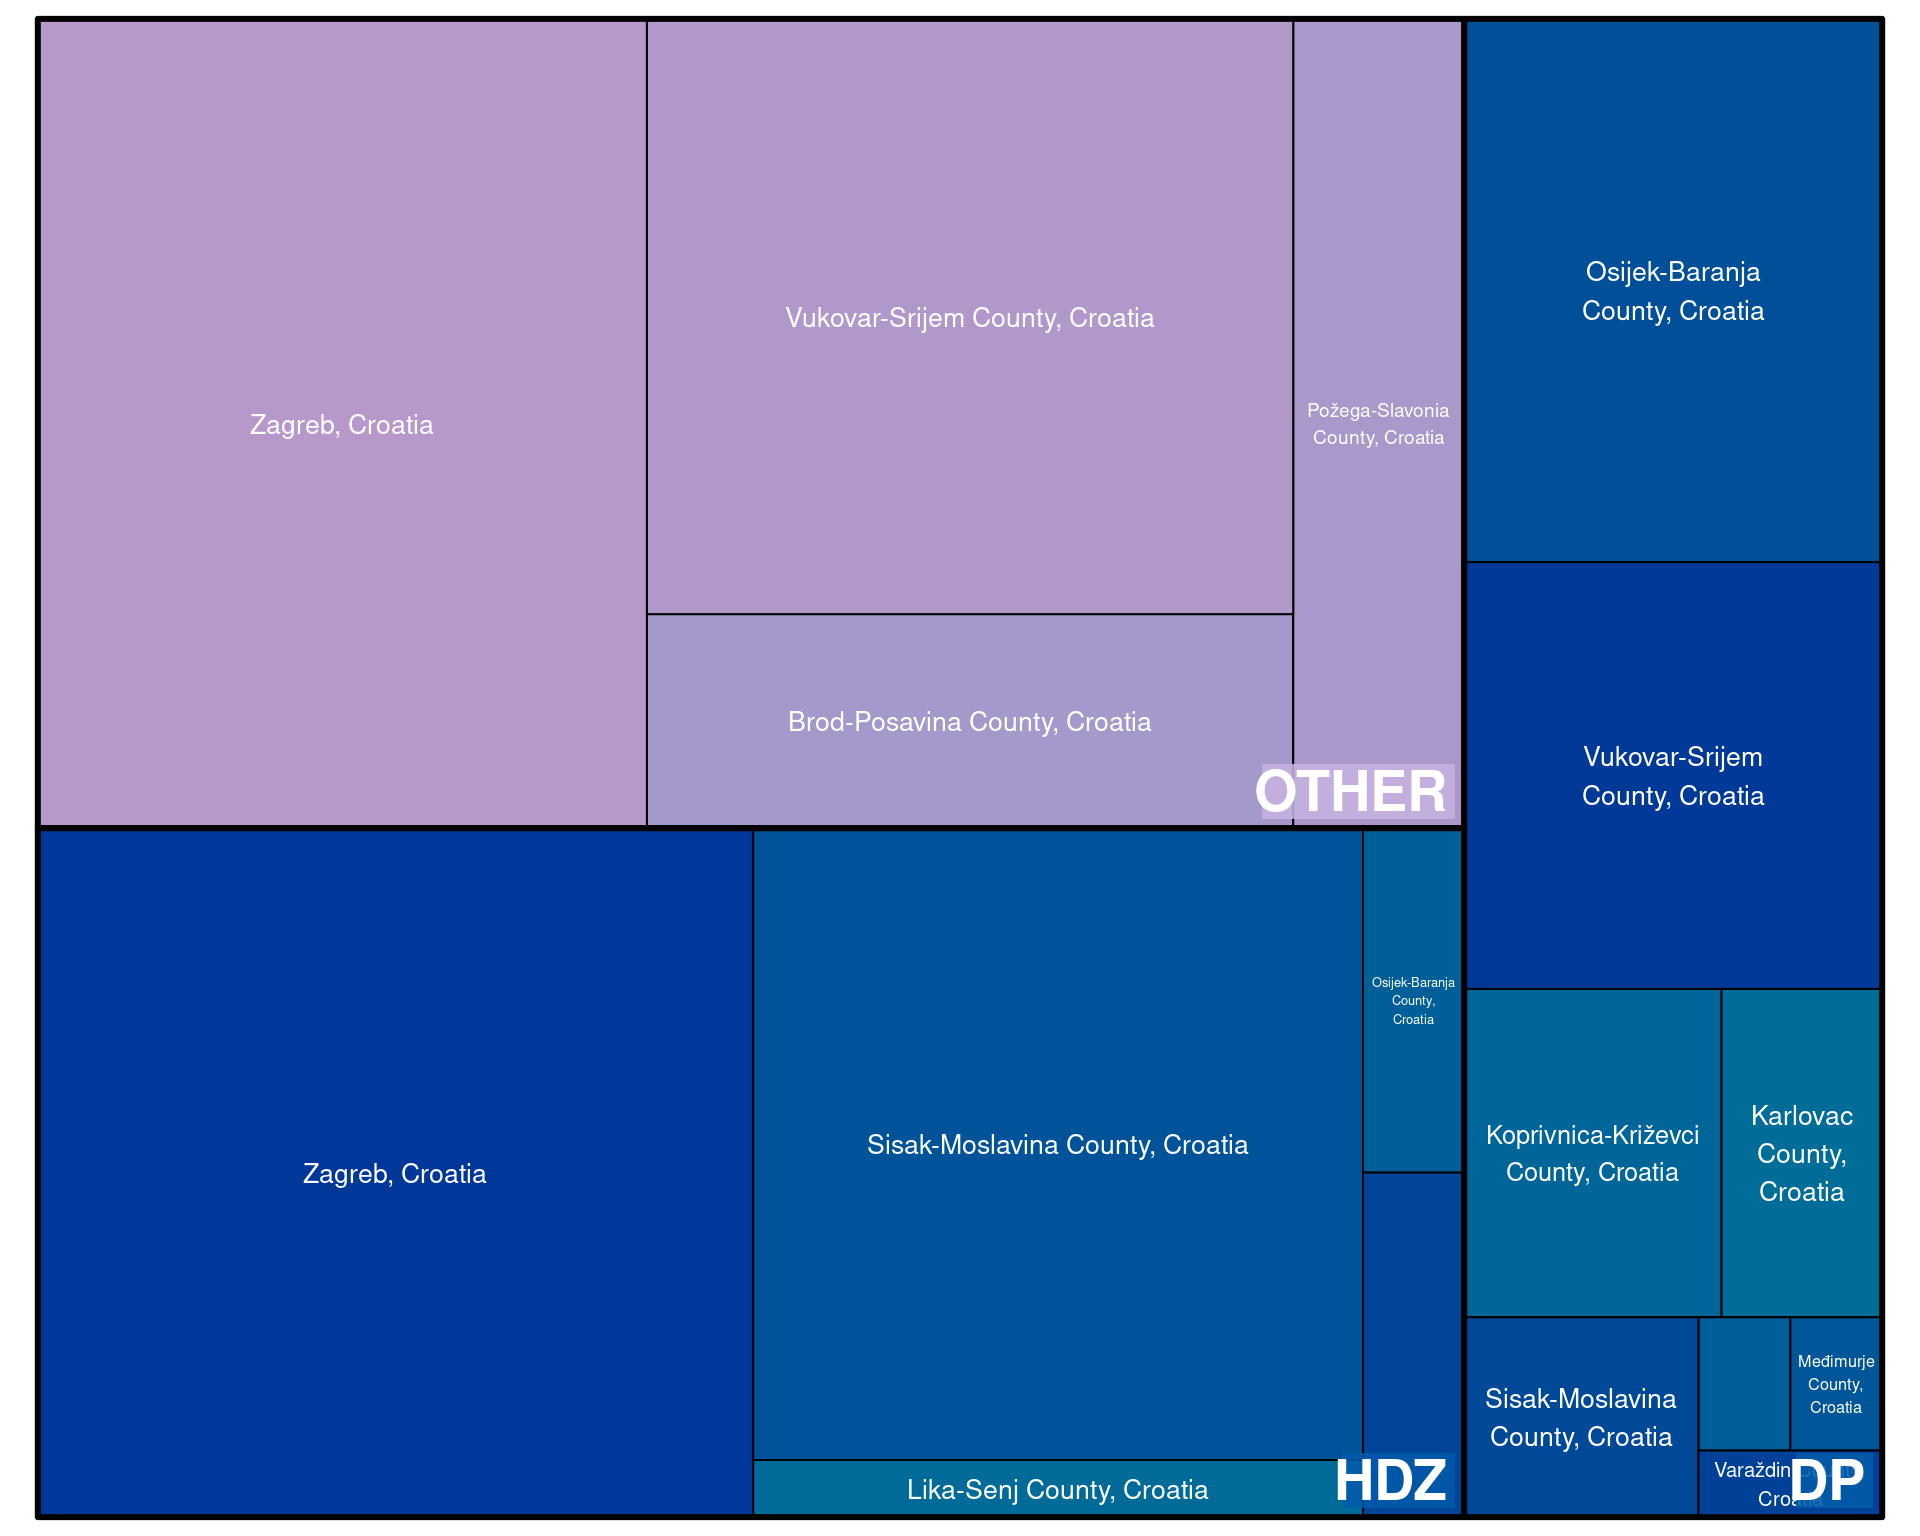 Zagreb, Croatia
Vukovar-Srijem County, Croatia
Požega-Slavonia
County, Croatia
Brod-Posavina County, Croatia
OTHER
Osijek-Baranja
County, Croatia
Vukovar-Srijem
County, Croatia
Zagreb, Croatia
Sisak-Moslavina County, Croatia
Osijek-Baranja
County,
Croatia
Lika-Senj County, Croatia
HDZ
Koprivnica-Križevci
County, Croatia
Karlovac
County,
Croatia
Sisak-Moslavina
County, Croatia
Međimurje
County,
Croatia
Varaždin
Croatia
DP